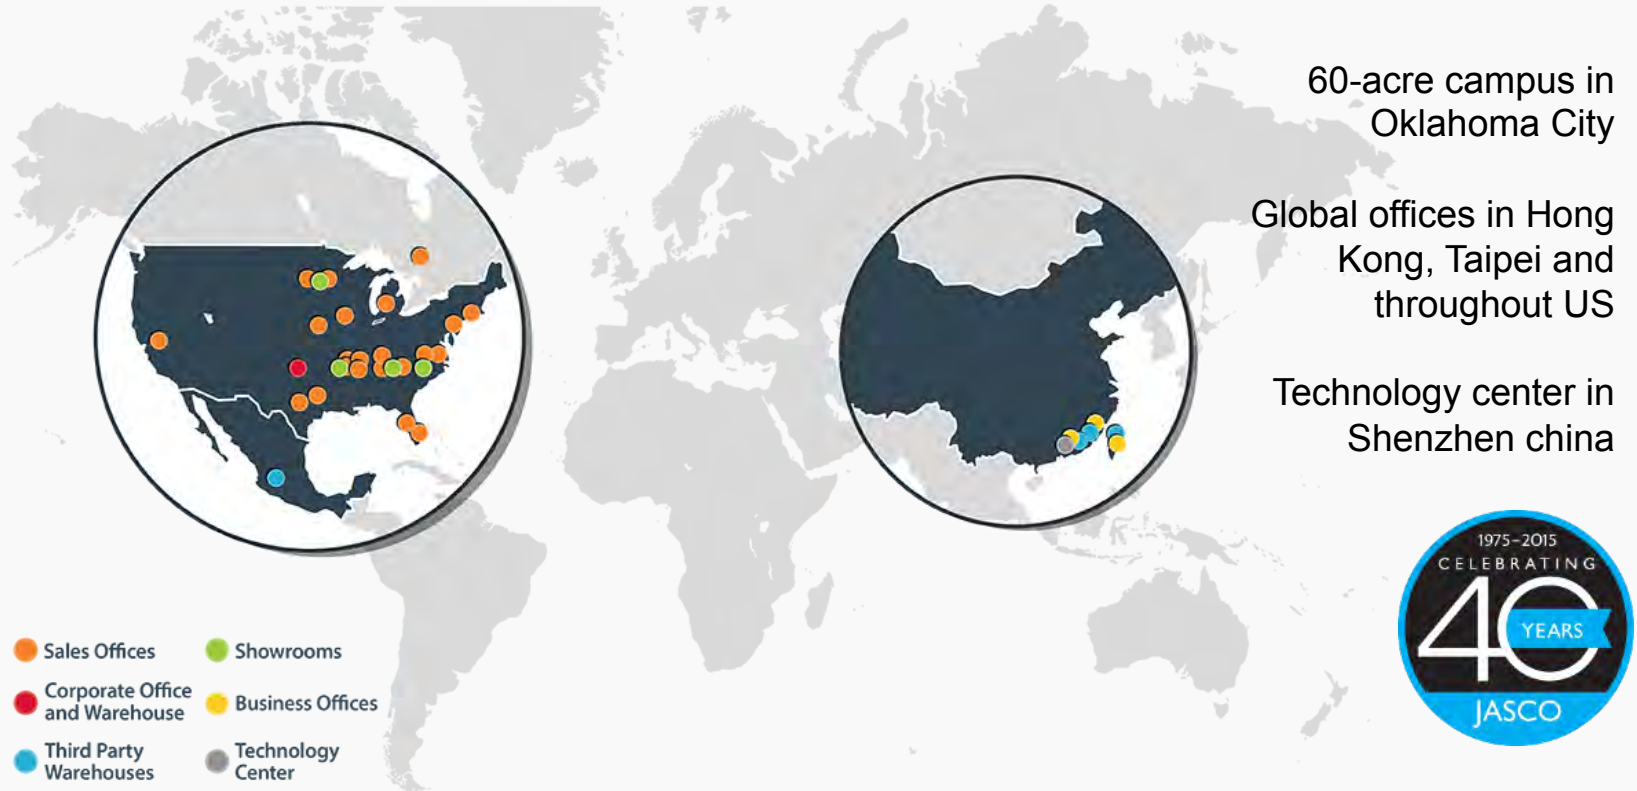 60-acre campus in
Oklahoma City
Global offices in Hong
Kong, Taipei and
throughout US
Technology center in
Shenzhen china
1975–2015
CELEBRATING
40
YEARS
JASCO
Sales Offices
Showrooms
Corporate Office
and Warehouse
Business Offices
Third Party
Warehouses
Technology
Center